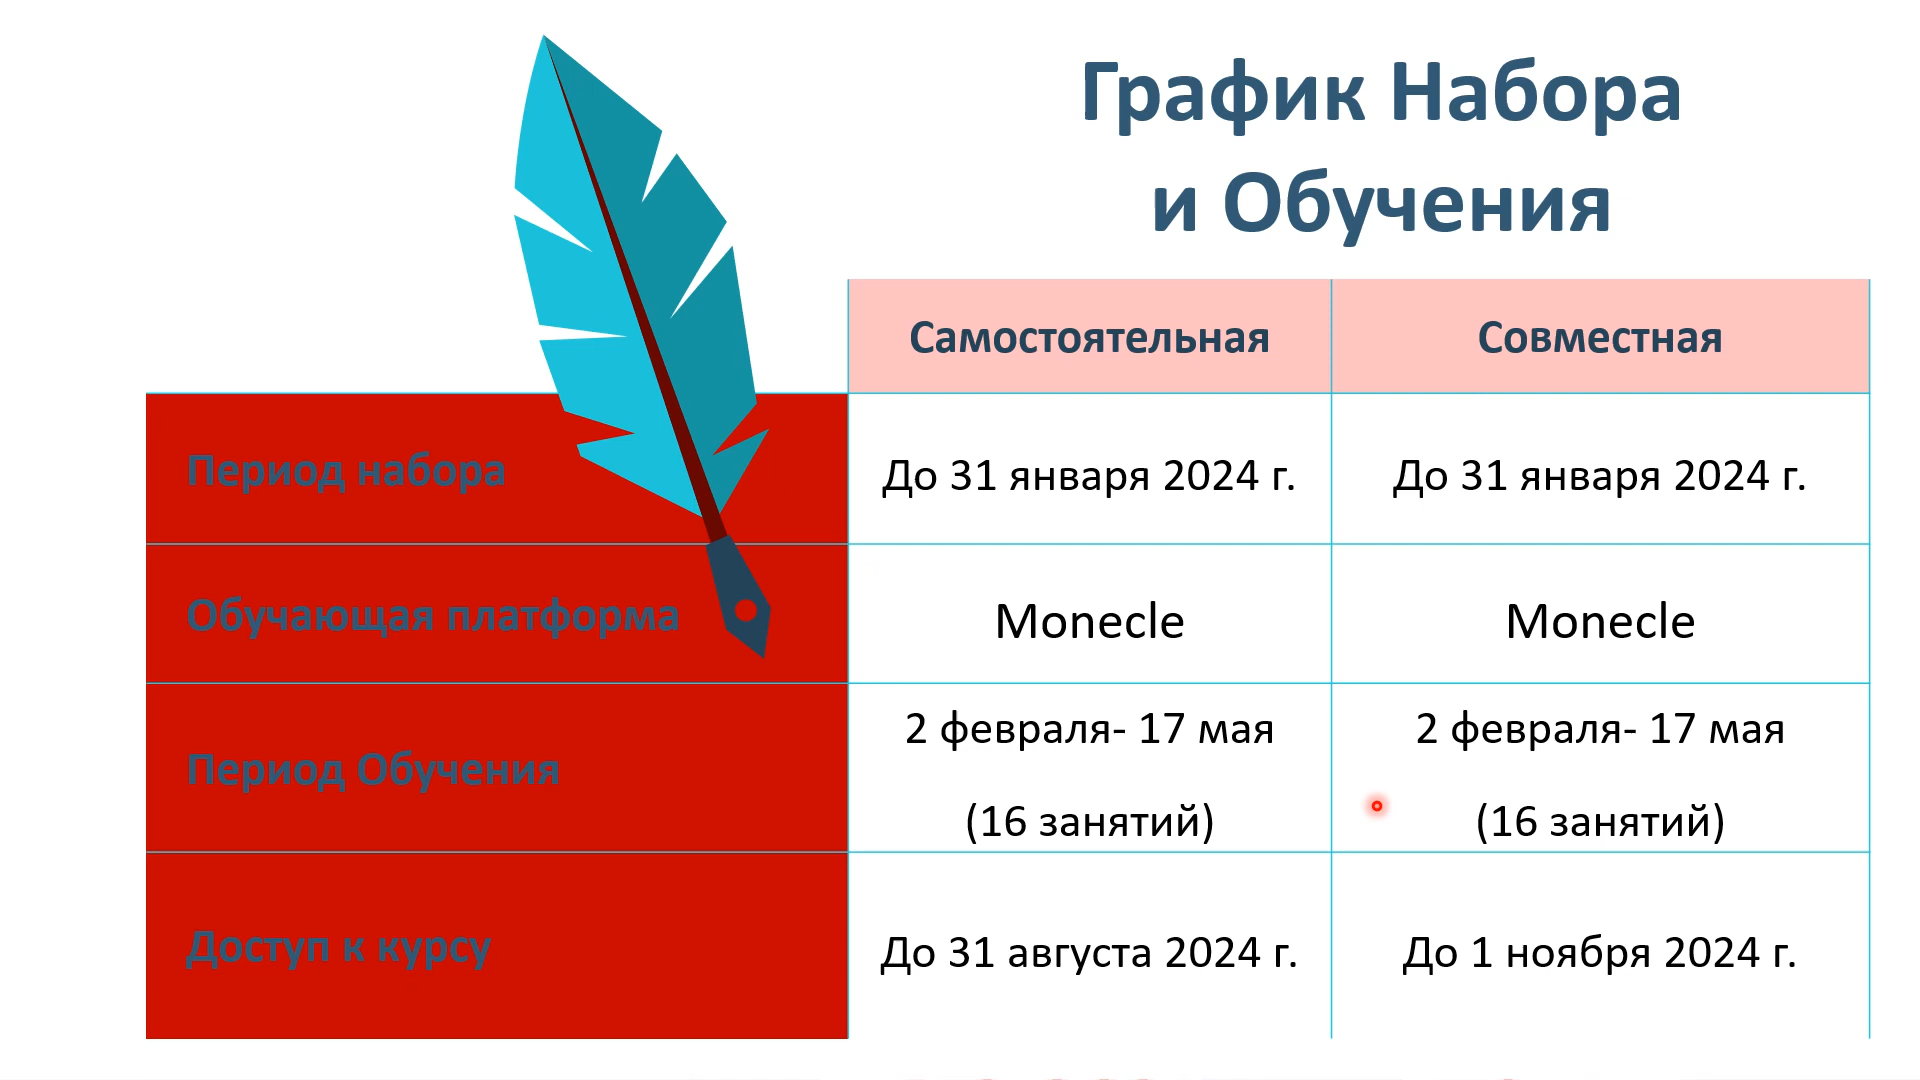 График Набора
и Обучения
Самостоятельная
Совместная
Период набора
До 31 января 2024 г.
До 31 января 2024 г.
Обучающая платформа
Monecle
Monecle
Период Обучения
2 февраля- 17 мая
(16 занятий)
2 февраля- 17 мая
(16 занятий)
Доступ к курсу
До 31 августа 2024 г.
До 1 ноября 2024 г.